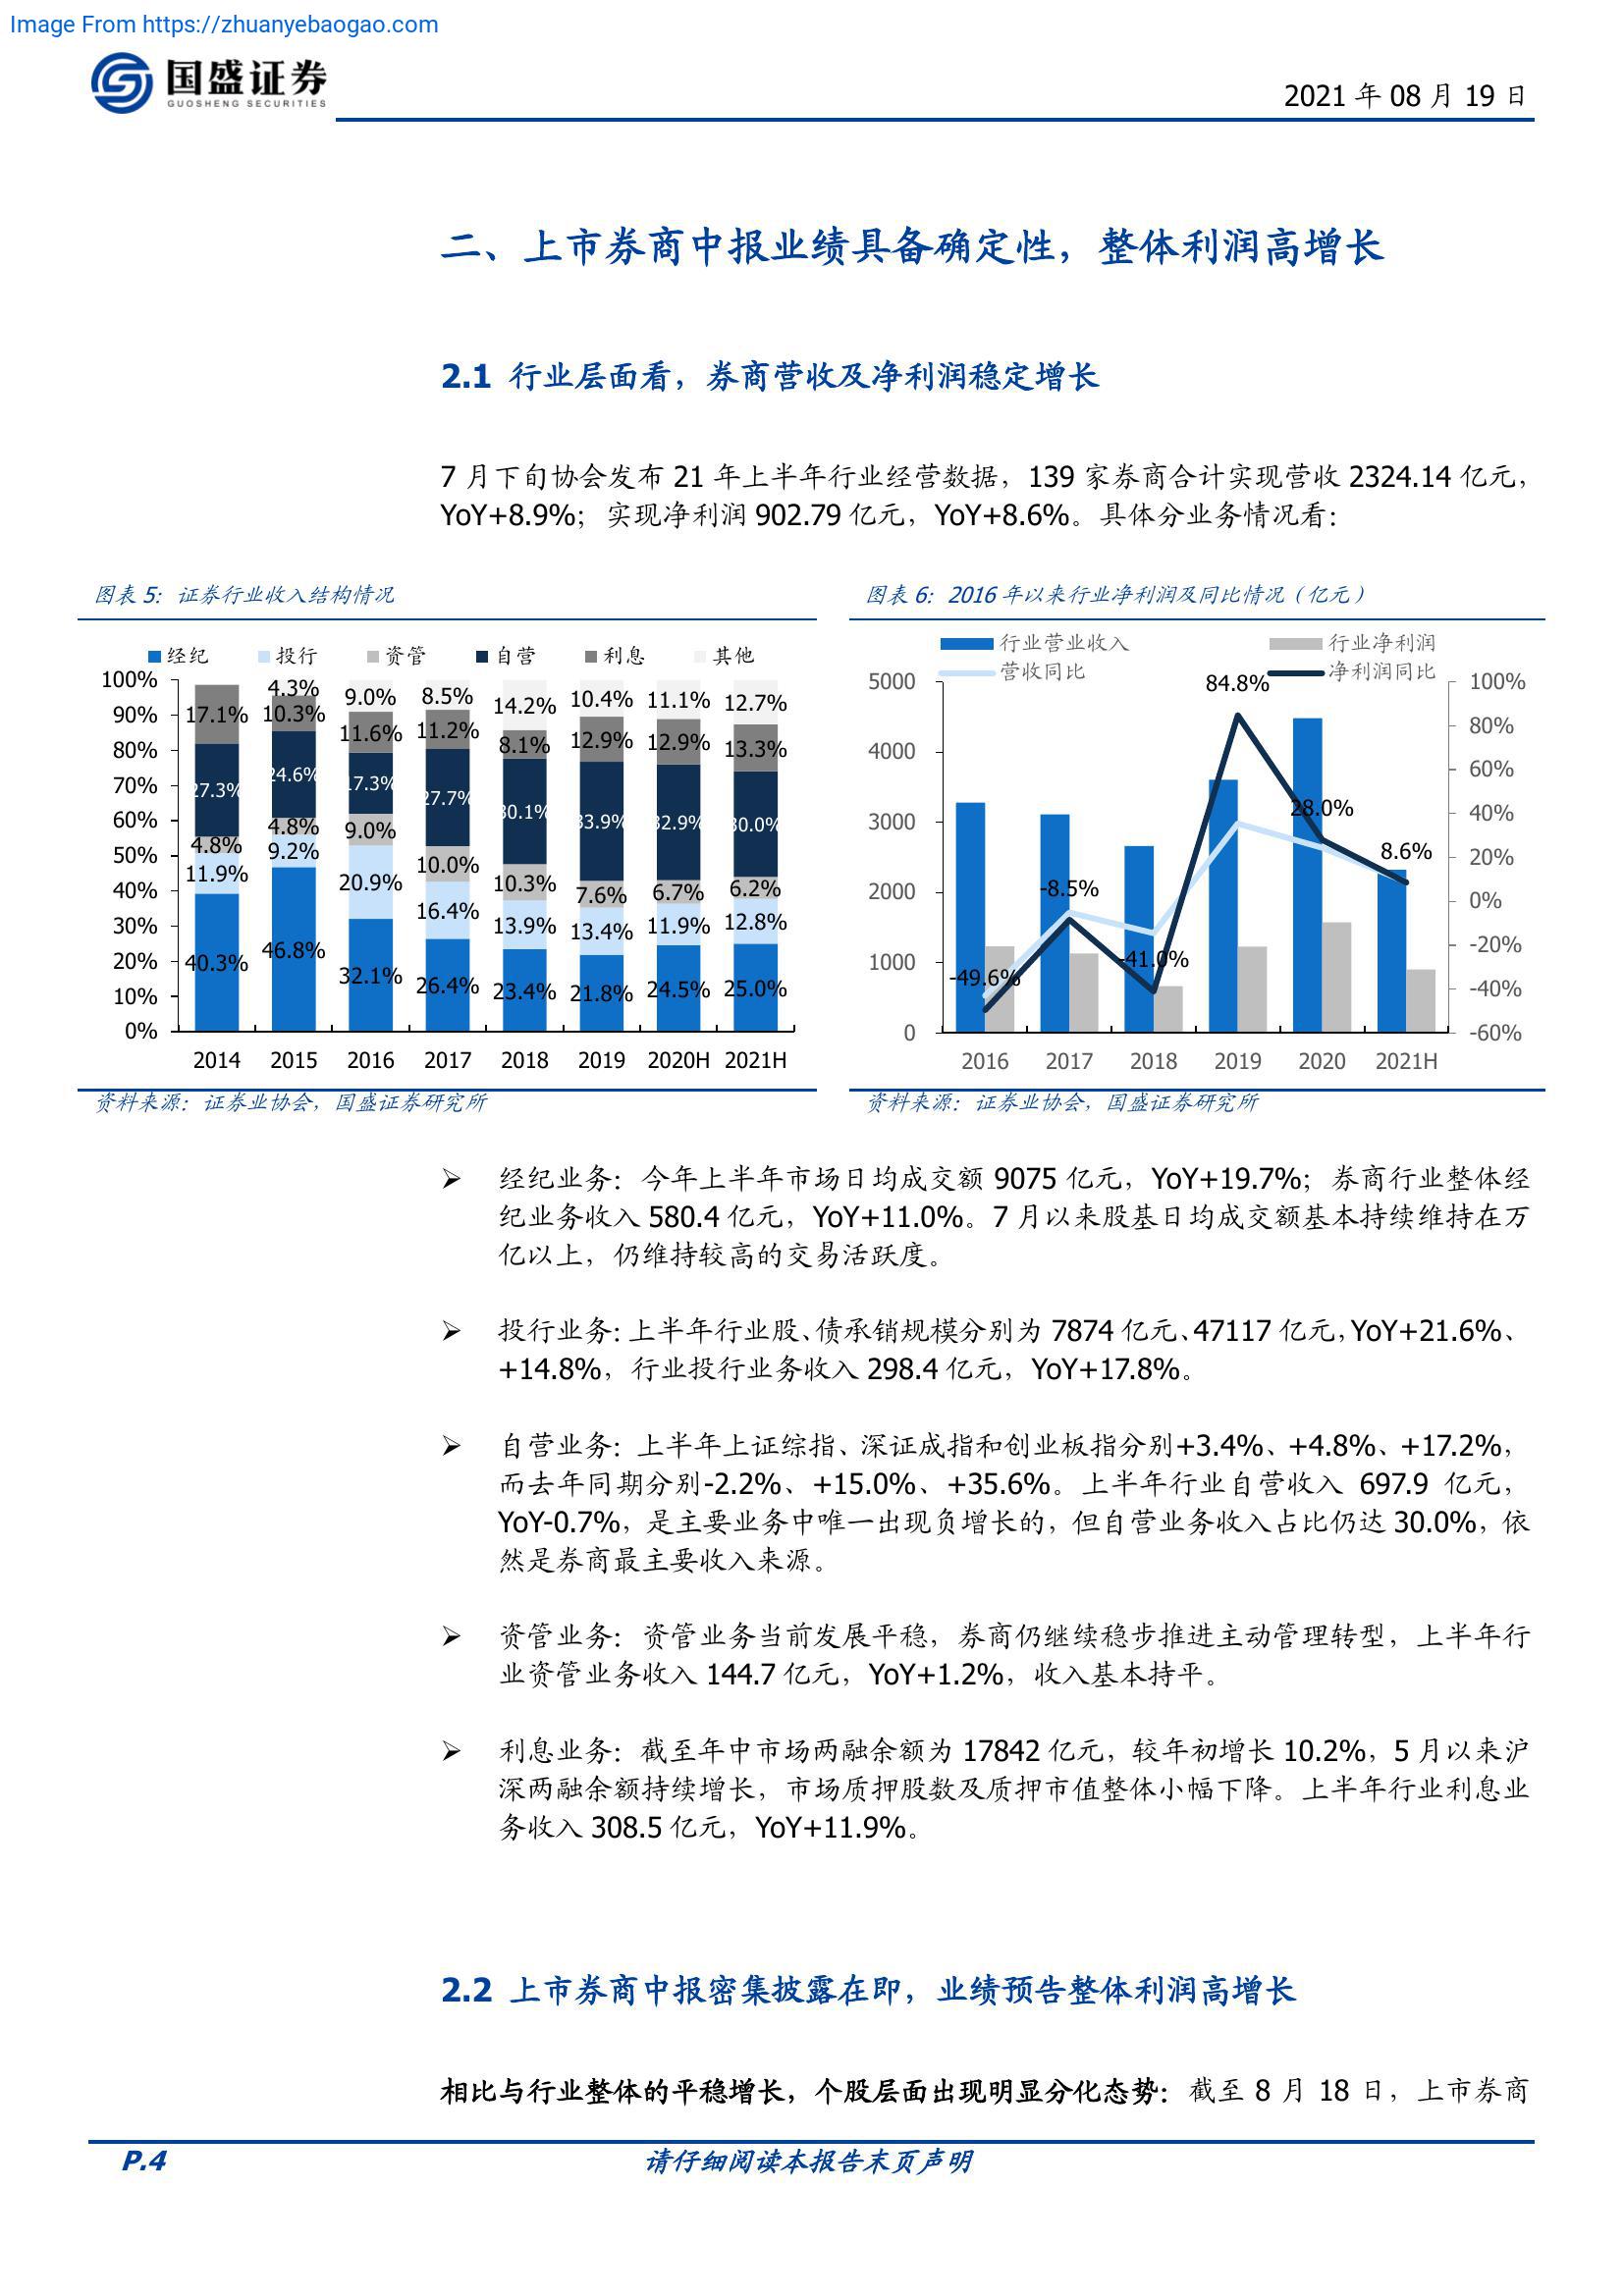 Image From https://zhuanyebaogao.com
国盛证券
GUOSHENG SECURITIES
2021 年 08 月 19 日
二、上市券商中报业绩具备确定性，整体利润高增长
2.1 行业层面看，券商营收及净利润稳定增长
7 月下旬协会发布 21 年上半年行业经营数据，139 家券商合计实现营收 2324.14 亿元，
YoY+8.9%；实现净利润 902.79 亿元，YoY+8.6%。具体分业务情况看：
图表 5：证券行业收入结构情况
经纪 投行 资管 自营 利息 其他
100%
90%
80%
70%
60%
50%
40%
30%
20%
10%
0%
4.3% 9.0% 8.5% 14.2% 10.4% 11.1% 12.7%
17.1% 10.3% 11.6% 11.2% 8.1% 12.9% 12.9% 13.3%
27.3% 24.6% 17.3% 27.7% 30.1% 33.9% 32.9% 30.0%
4.8% 4.8% 9.0% 10.0% 10.3% 7.6% 6.7% 6.2%
11.9% 9.2% 20.9% 16.4% 13.9% 13.4% 11.9% 12.8%
40.3% 46.8% 32.1% 26.4% 23.4% 21.8% 24.5% 25.0%
2014 2015 2016 2017 2018 2019 2020H 2021H
资料来源：证券业协会，国盛证券研究所
图表 6：2016 年以来行业净利润及同比情况（亿元）
行业营业收入 行业净利润
营收同比 净利润同比
5000
4000
3000
2000
1000
0
-49.6% -8.5% -41.0% 84.8% 28.0% 8.6%
100%
80%
60%
40%
20%
0%
-20%
-40%
-60%
2016 2017 2018 2019 2020 2021H
资料来源：证券业协会，国盛证券研究所
➢ 经纪业务：今年上半年市场日均成交额 9075 亿元，YoY+19.7%；券商行业整体经
纪业务收入 580.4 亿元，YoY+11.0%。7 月以来股基日均成交额基本持续维持在万
亿以上，仍维持较高的交易活跃度。
➢ 投行业务：上半年行业股、债承销规模分别为 7874 亿元、47117 亿元，YoY+21.6%、
+14.8%，行业投行业务收入 298.4 亿元，YoY+17.8%。
➢ 自营业务：上半年上证综指、深证成指和创业板指分别+3.4%、+4.8%、+17.2%，
而去年同期分别-2.2%、+15.0%、+35.6%。上半年行业自营收入 697.9 亿元，
YoY-0.7%，是主要业务中唯一出现负增长的，但自营业务收入占比仍达 30.0%，依
然是券商最主要收入来源。
➢ 资管业务：资管业务当前发展平稳，券商仍继续稳步推进主动管理转型，上半年行
业资管业务收入 144.7 亿元，YoY+1.2%，收入基本持平。
➢ 利息业务：截至年中市场两融余额为 17842 亿元，较年初增长 10.2%，5 月以来沪
深两融余额持续增长，市场质押股数及质押市值整体小幅下降。上半年行业利息业
务收入 308.5 亿元，YoY+11.9%。
2.2 上市券商中报密集披露在即，业绩预告整体利润高增长
相比与行业整体的平稳增长，个股层面出现明显分化态势：截至 8 月 18 日，上市券商
P.4
请仔细阅读本报告末页声明